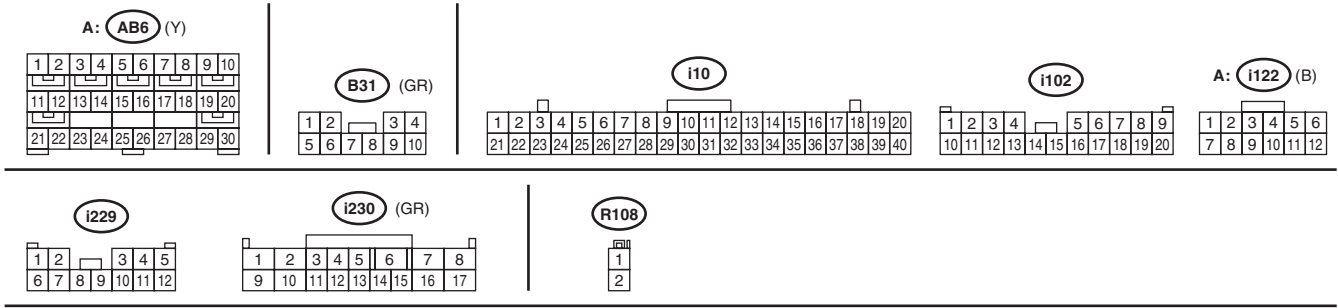 A: AB6 (Y)
1 2 3 4 5 6 7 8 9 10
11 12 13 14 15 16 17 18 19 20
21 22 23 24 25 26 27 28 29 30
B31 (GR)
1 2 3 4
5 6 7 8 9 10
i10
1 2 3 4 5 6 7 8 9 10 11 12 13 14 15 16 17 18 19 20
21 22 23 24 25 26 27 28 29 30 31 32 33 34 35 36 37 38 39 40
i102
1 2 3 4 5 6 7 8 9
10 11 12 13 14 15 16 17 18 19 20
A: i122 (B)
1 2 3 4 5 6
7 8 9 10 11 12
i229
1 2 3 4 5
6 7 8 9 10 11 12
i230 (GR)
1 2 3 4 5 6 7 8
9 10 11 12 13 14 15 16 17
R108
1
2